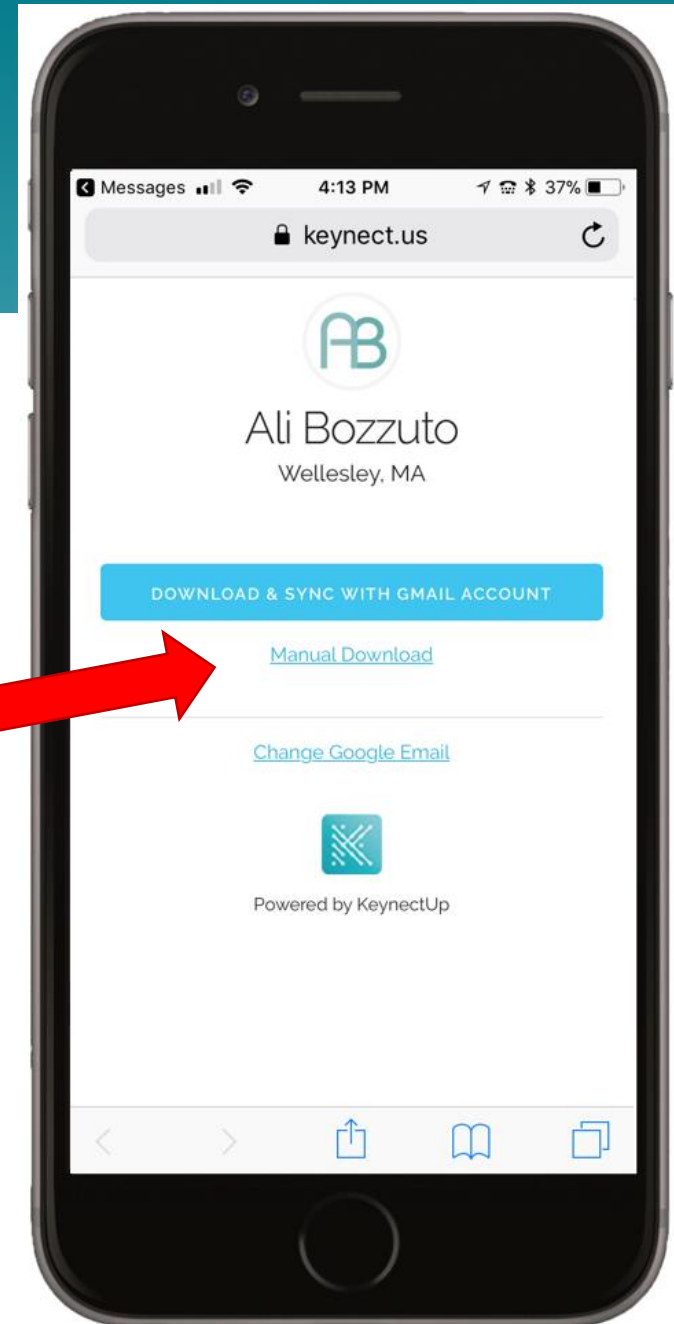 Messages 4:13 PM 37%
keynect.us
AB
Ali Bozzuto
Wellesley, MA
DOWNLOAD & SYNC WITH GMAIL ACCOUNT
Manual Download
Change Google Email
K
Powered by KeynectUp